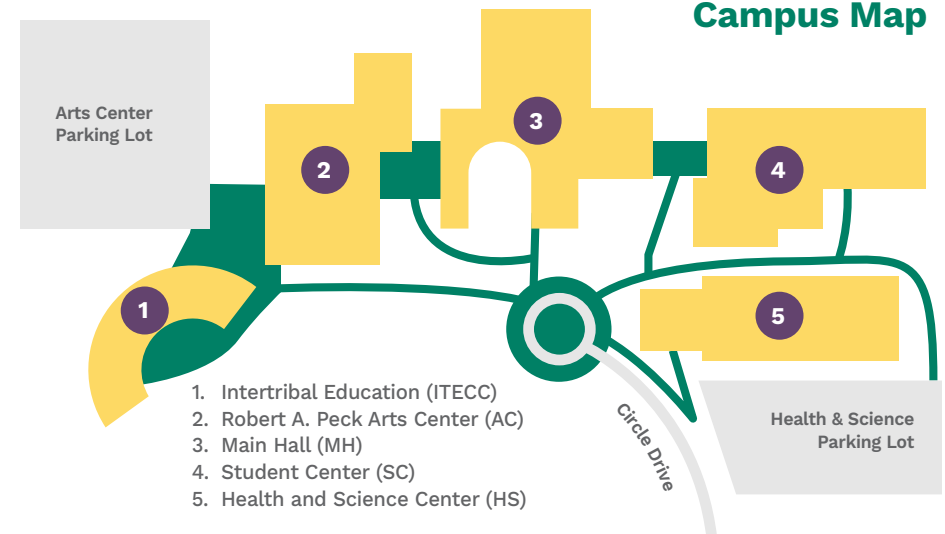 Campus Map
Arts Center
Parking Lot
3
2
4
1
5
1. Intertribal Education (ITECC)
2. Robert A. Peck Arts Center (AC)
3. Main Hall (MH)
4. Student Center (SC)
5. Health and Science Center (HS)
Circle Drive
Health & Science
Parking Lot